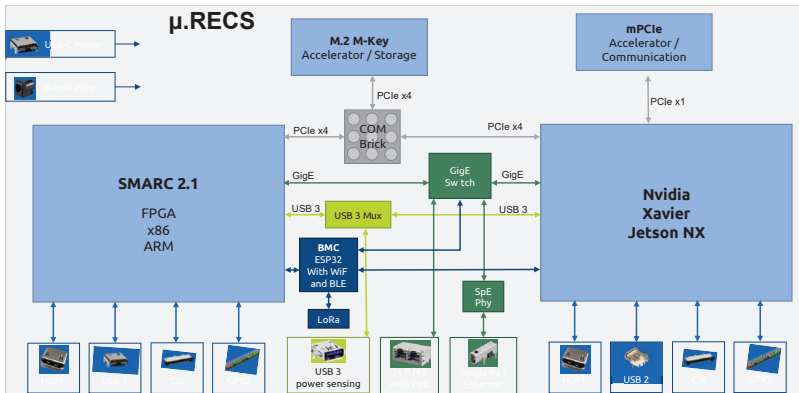 µ.RECS
USB-C Power
Barrel Plug
M.2 M-Key
Accelerator / Storage
mPCIe
Accelerator /
Communication
PCIe x4
PCIe x1
COM
Brick
PCIe x4
PCIe x4
SMARC 2.1
FPGA
x86
ARM
GigE
GigE
Sw tch
GigE
Nvidia
Xavier
Jetson NX
USB 3
USB 3 Mux
USB 3
BMC
ESP32
With WiF
and BLE
LoRa
SpE
Phy
HDMI
CSI
GPIO
USB 3
power sensing
with PoE
Ethernet
HDMI
USB 2
CSI
GPIO